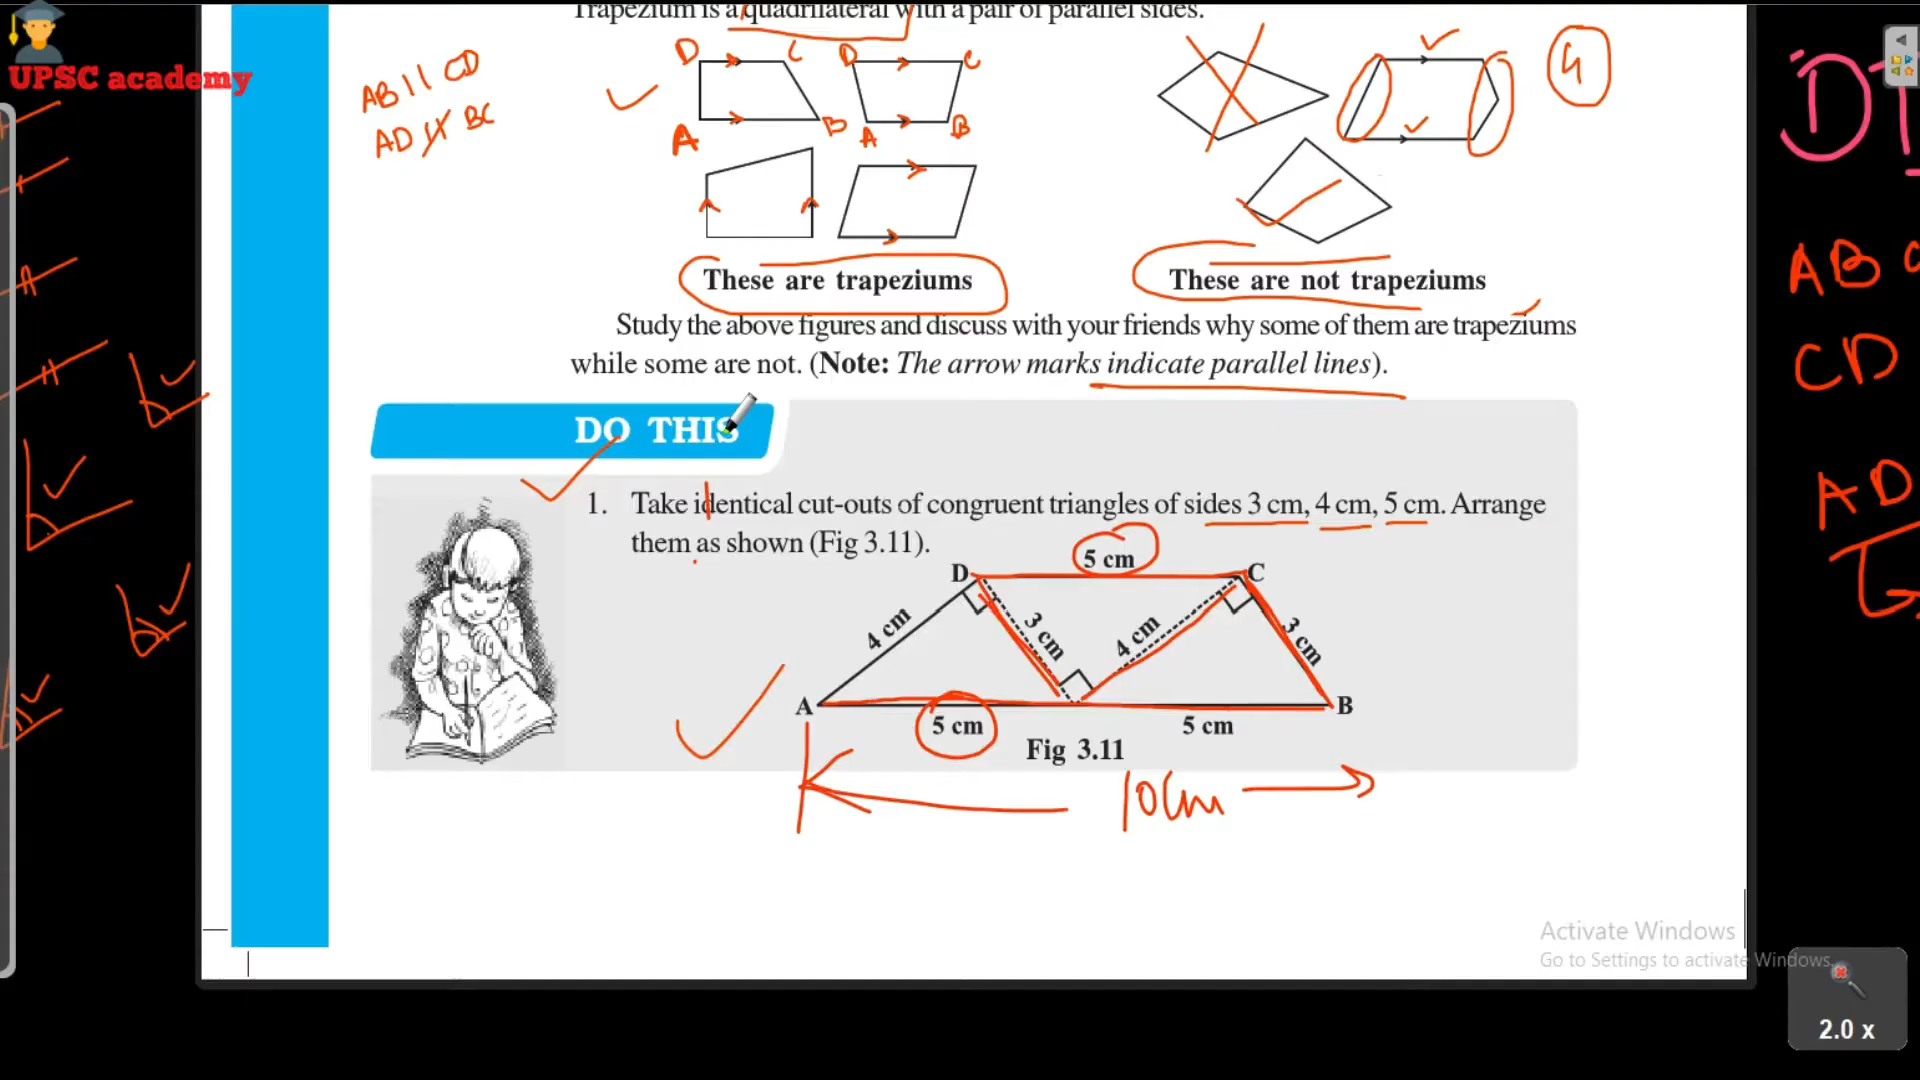 Trapezium is a quadrilateral with a pair of parallel sides.
UPSC academy
AB || CD
AD ∦ BC
D C
A B
D C
A B
4
These are trapeziums
These are not trapeziums
Study the above figures and discuss with your friends why some of them are trapeziums
while some are not. (Note: The arrow marks indicate parallel lines).
DO THIS
1. Take identical cut-outs of congruent triangles of sides 3 cm, 4 cm, 5 cm. Arrange
them as shown (Fig 3.11).
5 cm
D C
4 cm 3 cm 4 cm 3 cm
A B
5 cm 5 cm
Fig 3.11
10cm
AB
CD
AD
Activate Windows
Go to Settings to activate Windows.
2.0 x